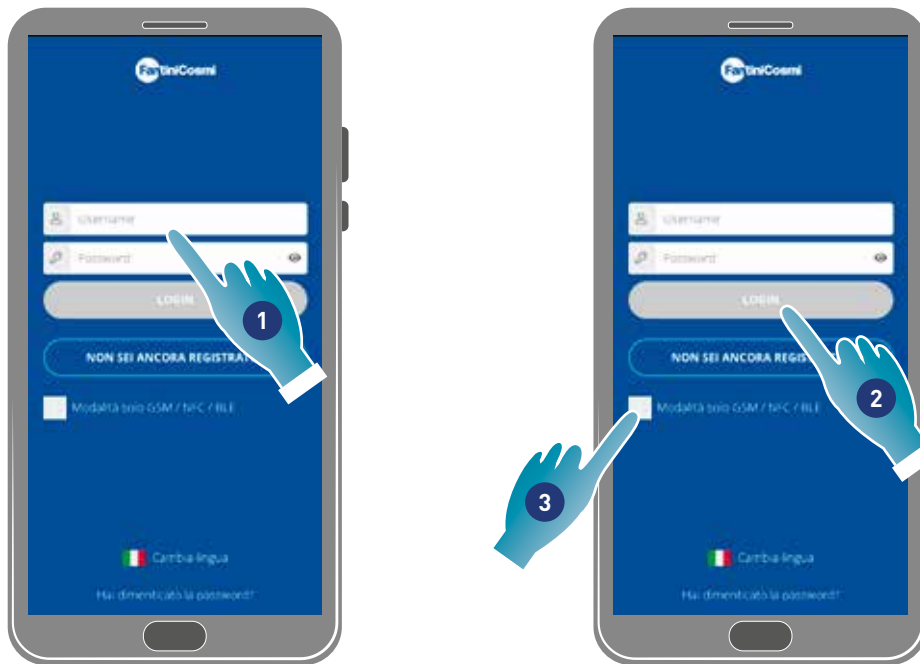 FantiniCosmi
Username
Password
LOGIN
1
NON SEI ANCORA REGISTRAT
Modalità solo GSM / NFC / BLE
Cambia lingua
Hai dimenticato la password?
FantiniCosmi
Username
Password
LOGIN
NON SEI ANCORA REGIS
Modalità solo GSM / NFC / BLE
2
3
Cambia lingua
Hai dimenticato la password?